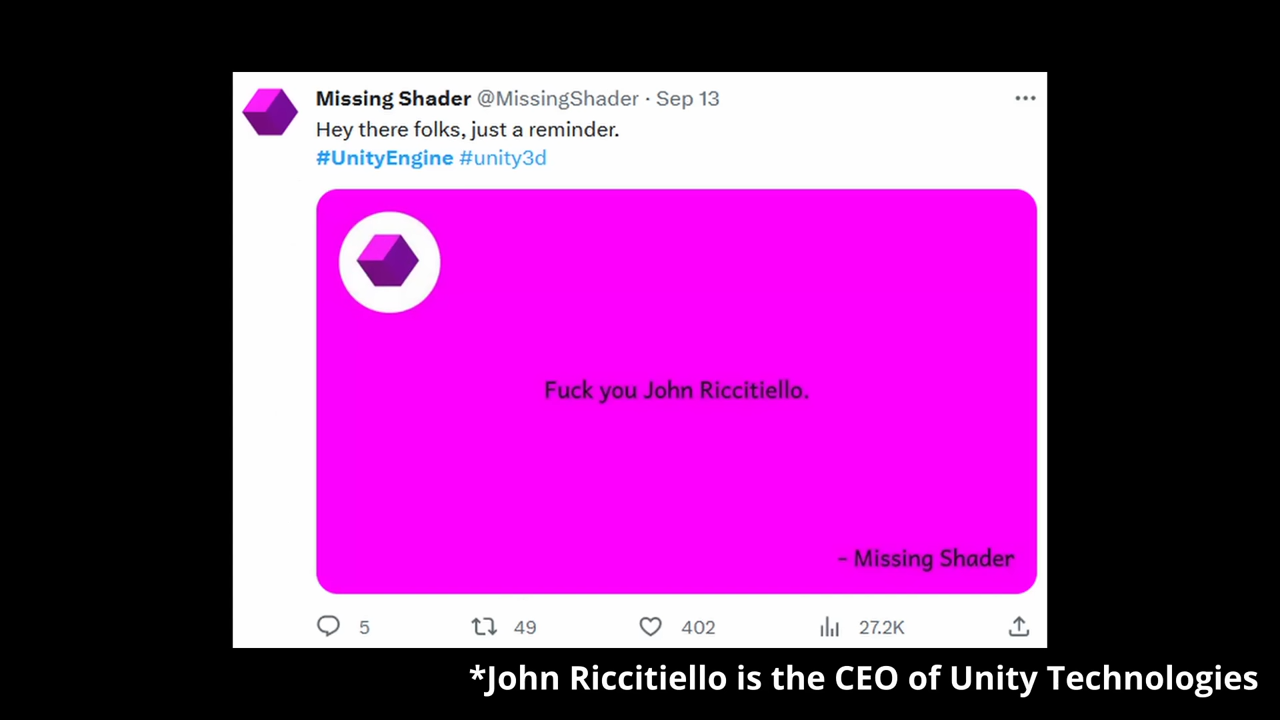 Missing Shader @MissingShader · Sep 13
Hey there folks, just a reminder.
#UnityEngine #unity3d
Fuck you John Riccitiello.
- Missing Shader
5 49 402 27.2K
*John Riccitiello is the CEO of Unity Technologies